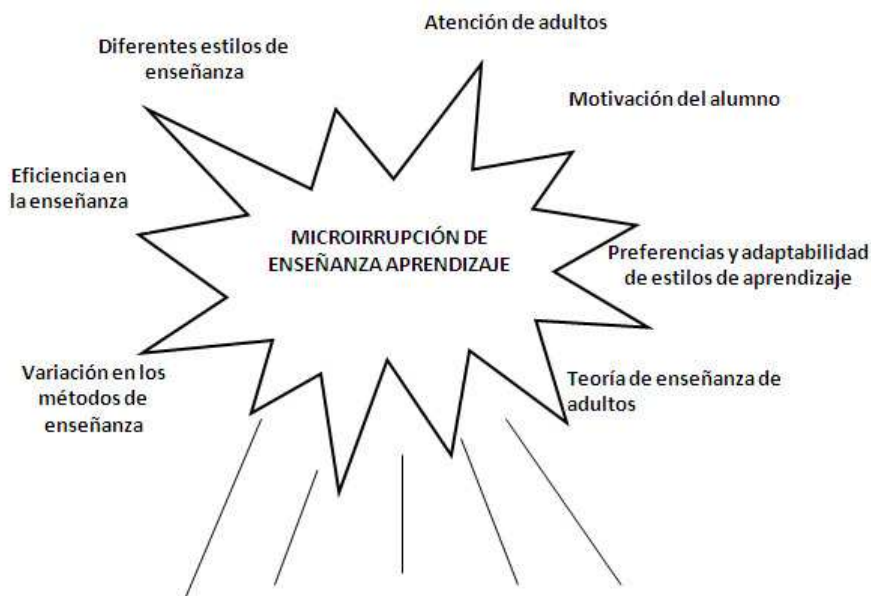 Atención de adultos
Diferentes estilos de
enseñanza
Motivación del alumno
Eficiencia en
la enseñanza
MICROIRRUPCIÓN DE
ENSEÑANZA APRENDIZAJE
Preferencias y adaptabilidad
de estilos de aprendizaje
Variación en los
métodos de
enseñanza
Teoría de enseñanza de
adultos